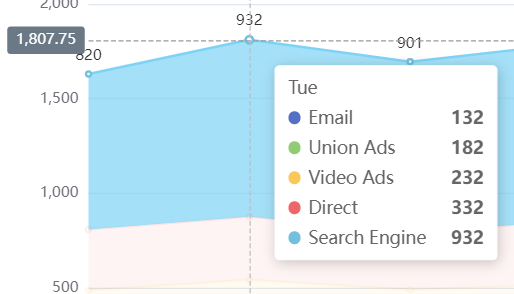 2,000
932
1,807.75
820
901
1,500
1,000
500
Tue
Email 132
Union Ads 182
Video Ads 232
Direct 332
Search Engine 932